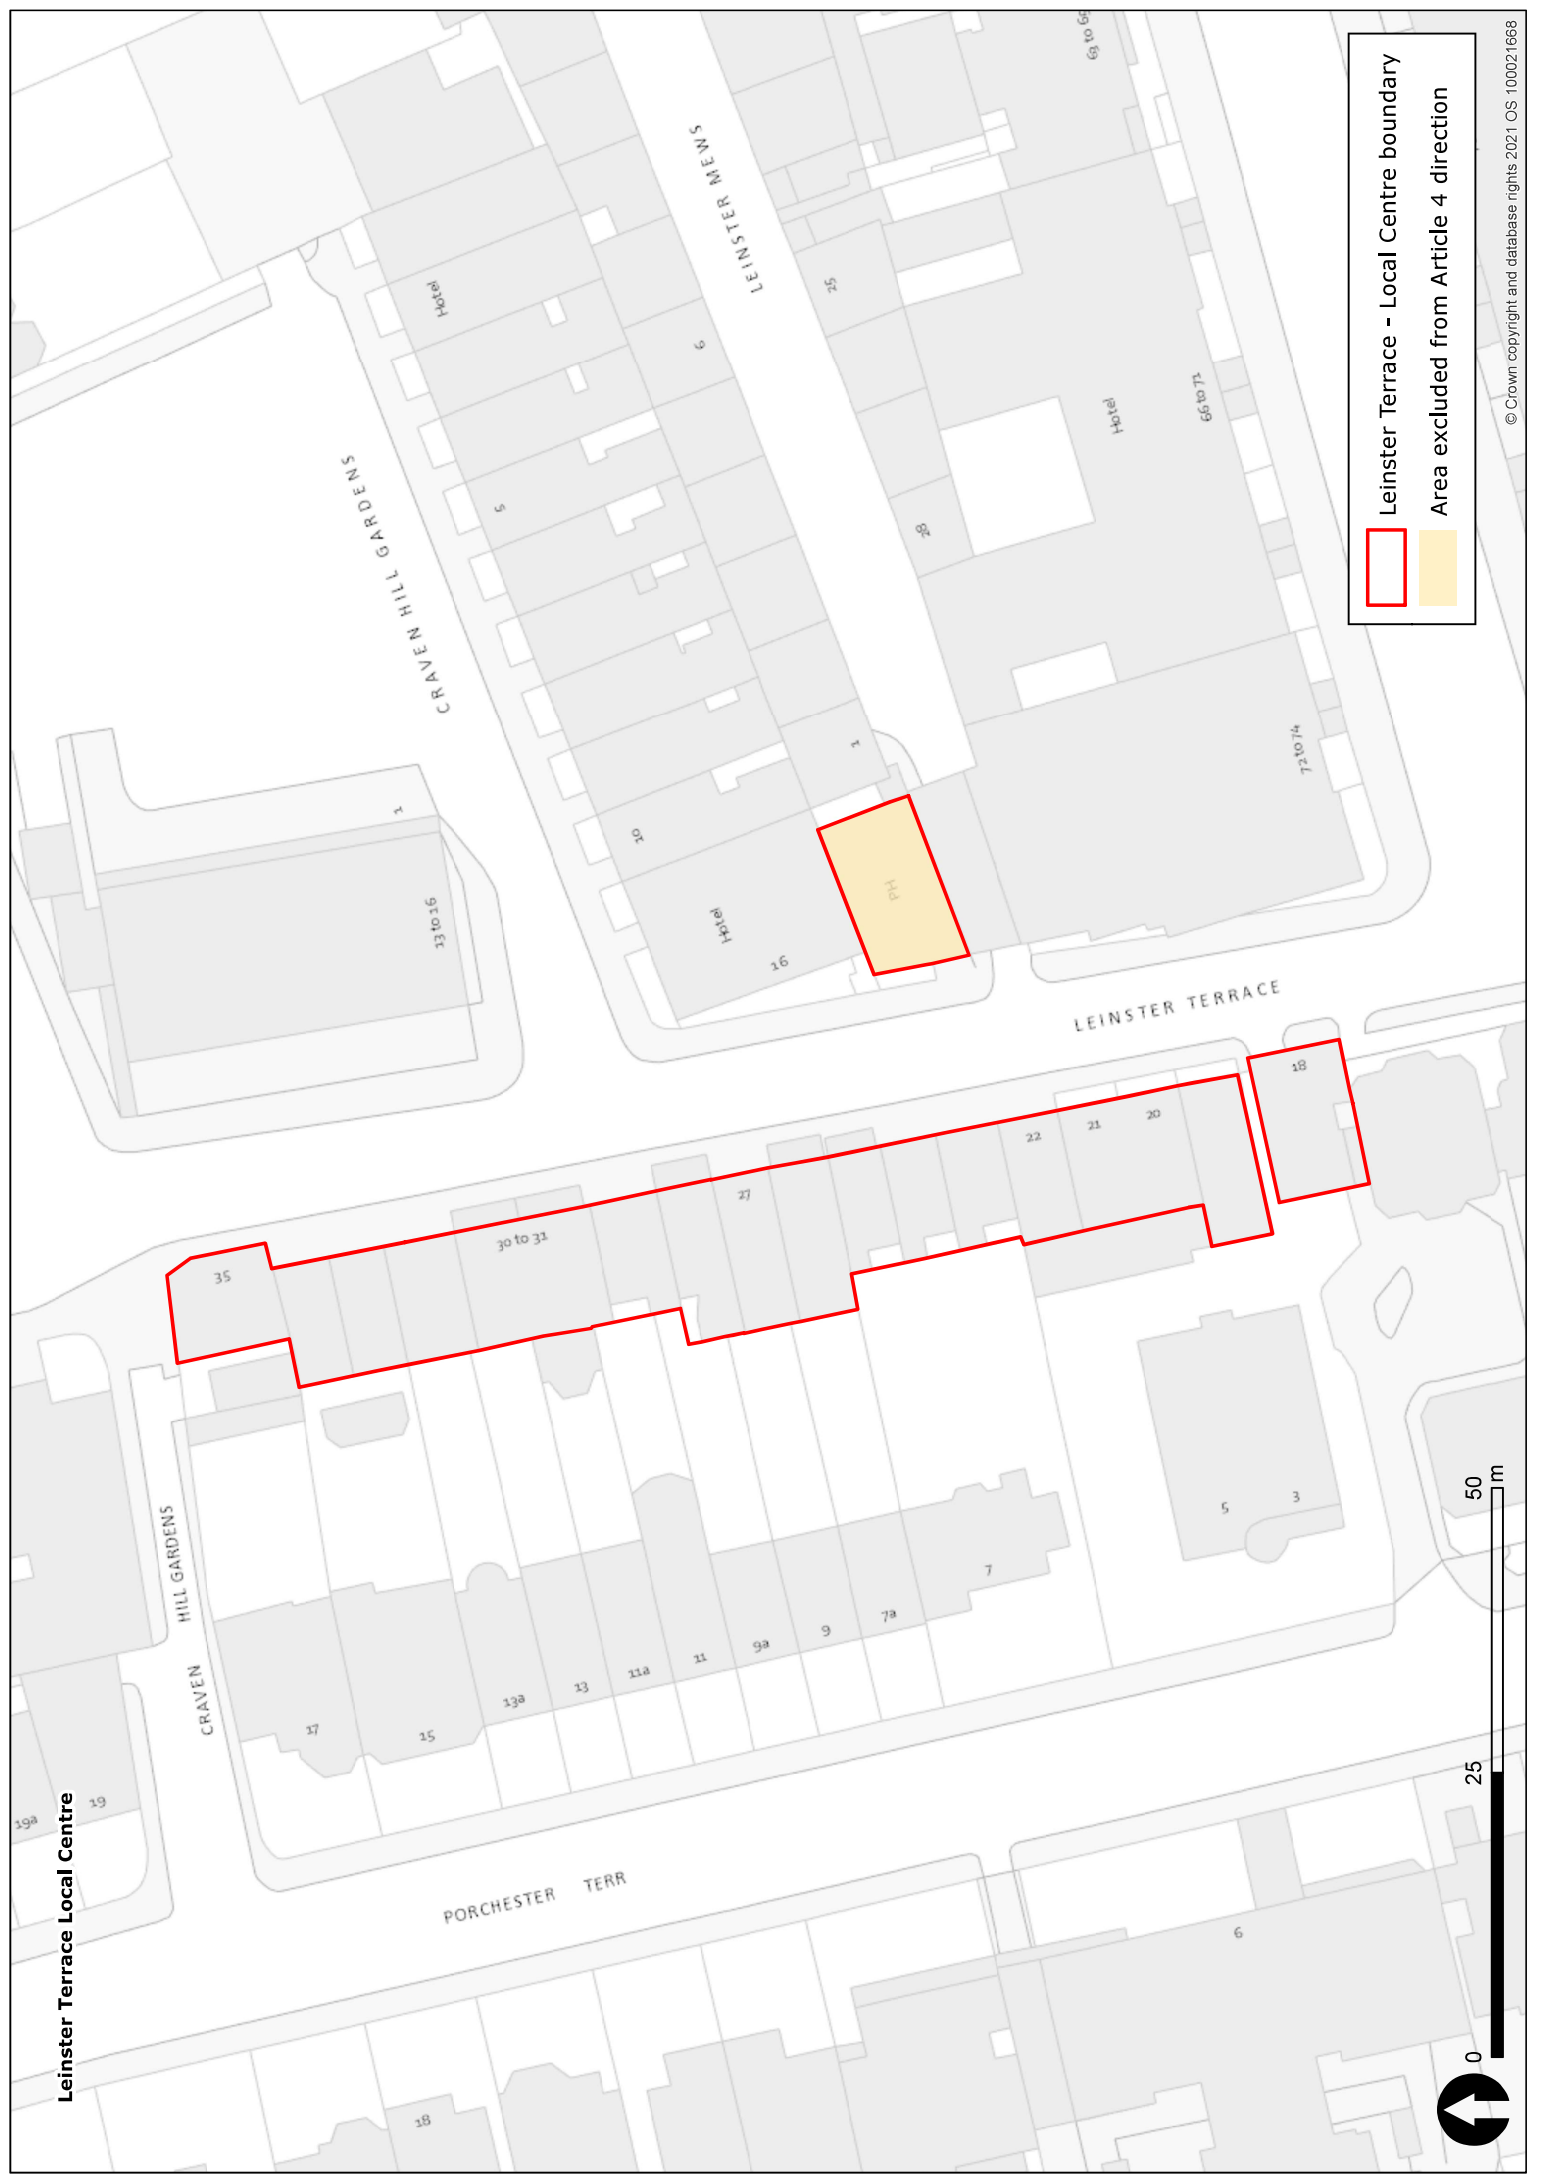 Leinster Terrace Local Centre
Leinster Terrace - Local Centre boundary
Area excluded from Article 4 direction
© Crown copyright and database rights 2021 OS 100021668
CRAVEN HILL GARDENS
LEINSTER MEWS
LEINSTER TERRACE
CRAVEN HILL GARDENS
PORCHESTER TERR
Hotel
Hotel
Hotel
PH
66 to 71
72 to 74
13 to 16
1
5
6
10
16
1
25
28
18
20
21
22
27
30 to 31
35
3
5
7
7a
9
9a
11
11a
13
13a
15
17
19
19a
18
6
0
25
50
m